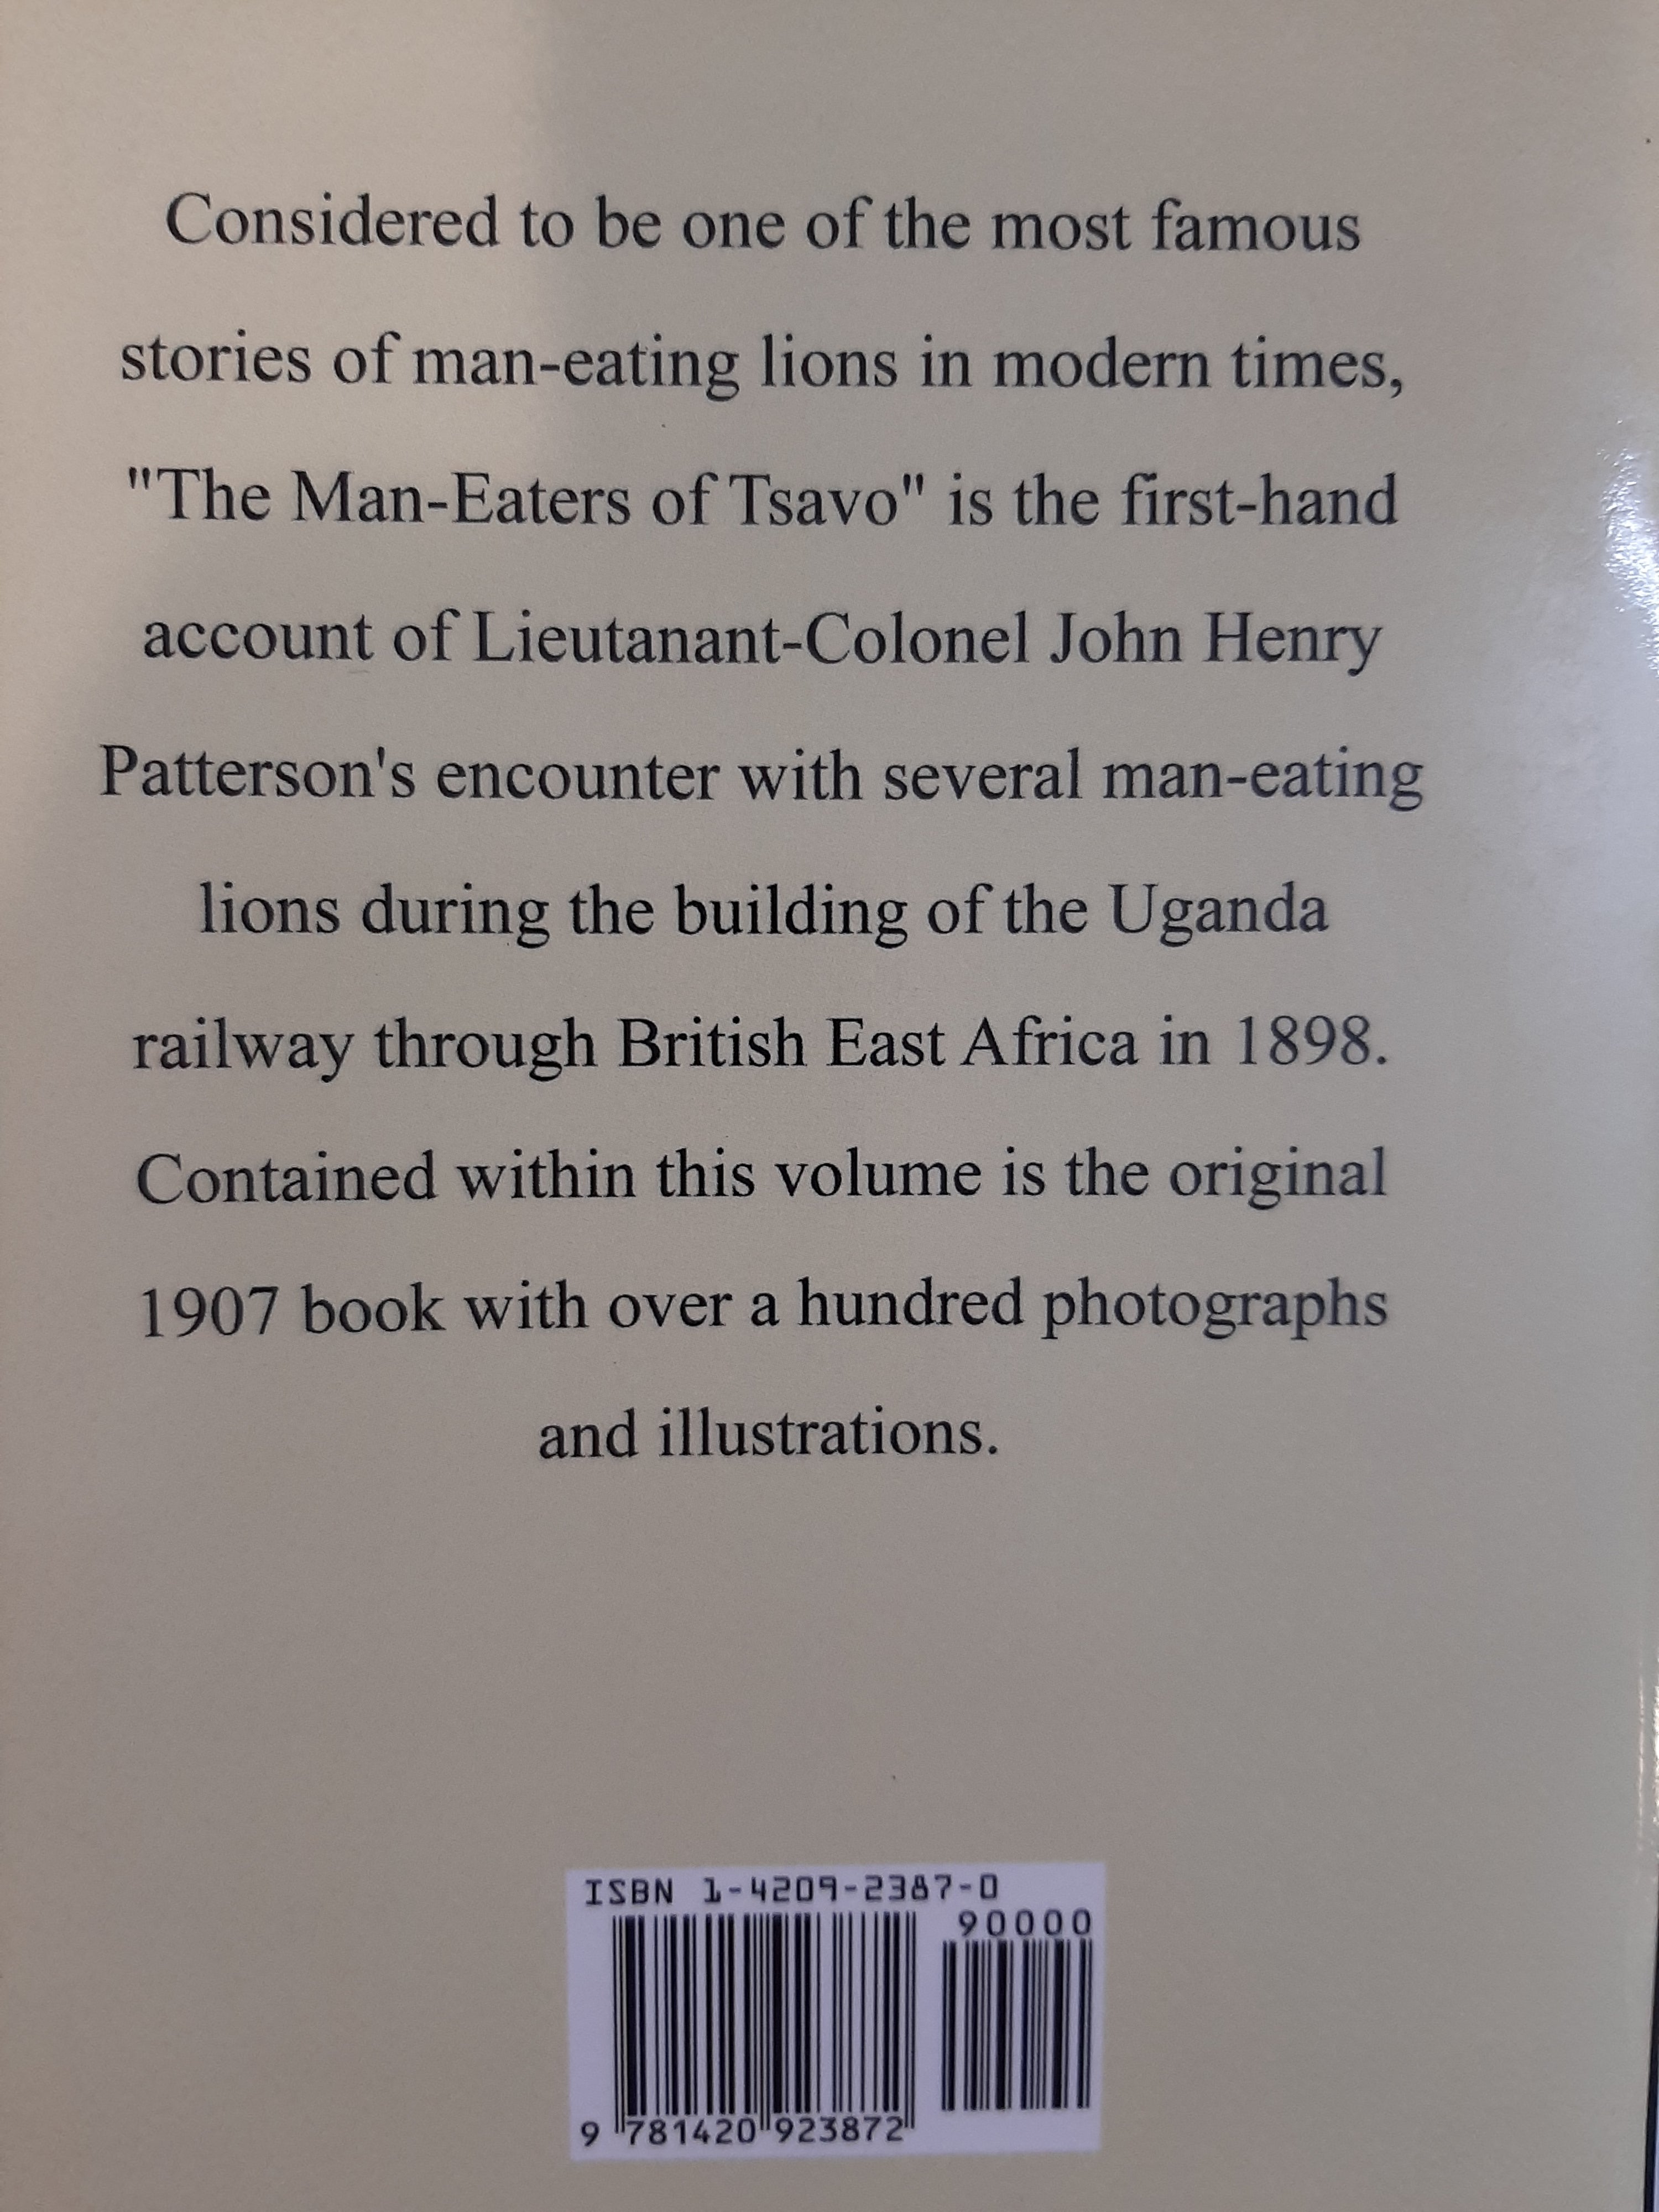 Considered to be one of the most famous
stories of man-eating lions in modern times,
"The Man-Eaters of Tsavo" is the first-hand
account of Lieutanant-Colonel John Henry
Patterson's encounter with several man-eating
lions during the building of the Uganda
railway through British East Africa in 1898.
Contained within this volume is the original
1907 book with over a hundred photographs
and illustrations.
ISBN 1-4209-2387-0
90000
9 781420 923872